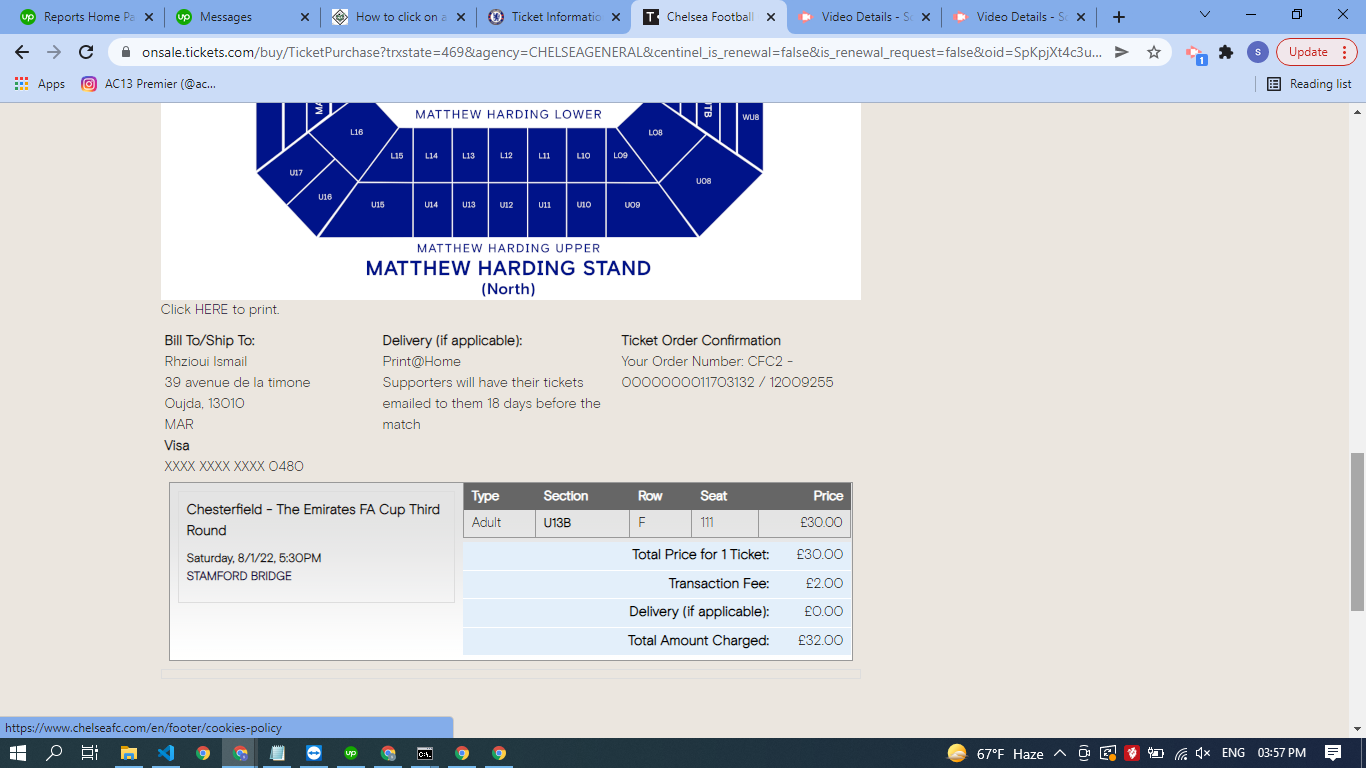 Reports Home Pa
Messages
How to click on a
Ticket Informatio
Chelsea Football
Video Details - Sc
Video Details - Sc
onsale.tickets.com/buy/TicketPurchase?trxstate=469&agency=CHELSEAGENERAL&centinel_is_renewal=false&is_renewal_request=false&oid=SpKpjXt4c3u...
1
S
Update
Apps
AC13 Premier (@ac...
Reading list
MATTHEW HARDING LOWER
WU8
L16
L08
L15 L14 L13 L12 L11 L10 L09
U17
U08
U16
U15 U14 U13 U12 U11 U10 U09
MATTHEW HARDING UPPER
MATTHEW HARDING STAND
(North)
Click HERE to print.
Bill To/Ship To:
Rhzioui Ismail
39 avenue de la timone
Oujda, 13010
MAR
Visa
XXXX XXXX XXXX 0480
Delivery (if applicable):
Print@Home
Supporters will have their tickets
emailed to them 18 days before the
match
Ticket Order Confirmation
Your Order Number: CFC2 -
0000000011703132 / 12009255
Chesterfield - The Emirates FA Cup Third
Round
Saturday, 8/1/22, 5:30PM
STAMFORD BRIDGE
Type Section Row Seat Price
Adult U13B F 111 £30.00
Total Price for 1 Ticket: £30.00
Transaction Fee: £2.00
Delivery (if applicable): £0.00
Total Amount Charged: £32.00
https://www.chelseafc.com/en/footer/cookies-policy
67°F Haze
ENG
03:57 PM